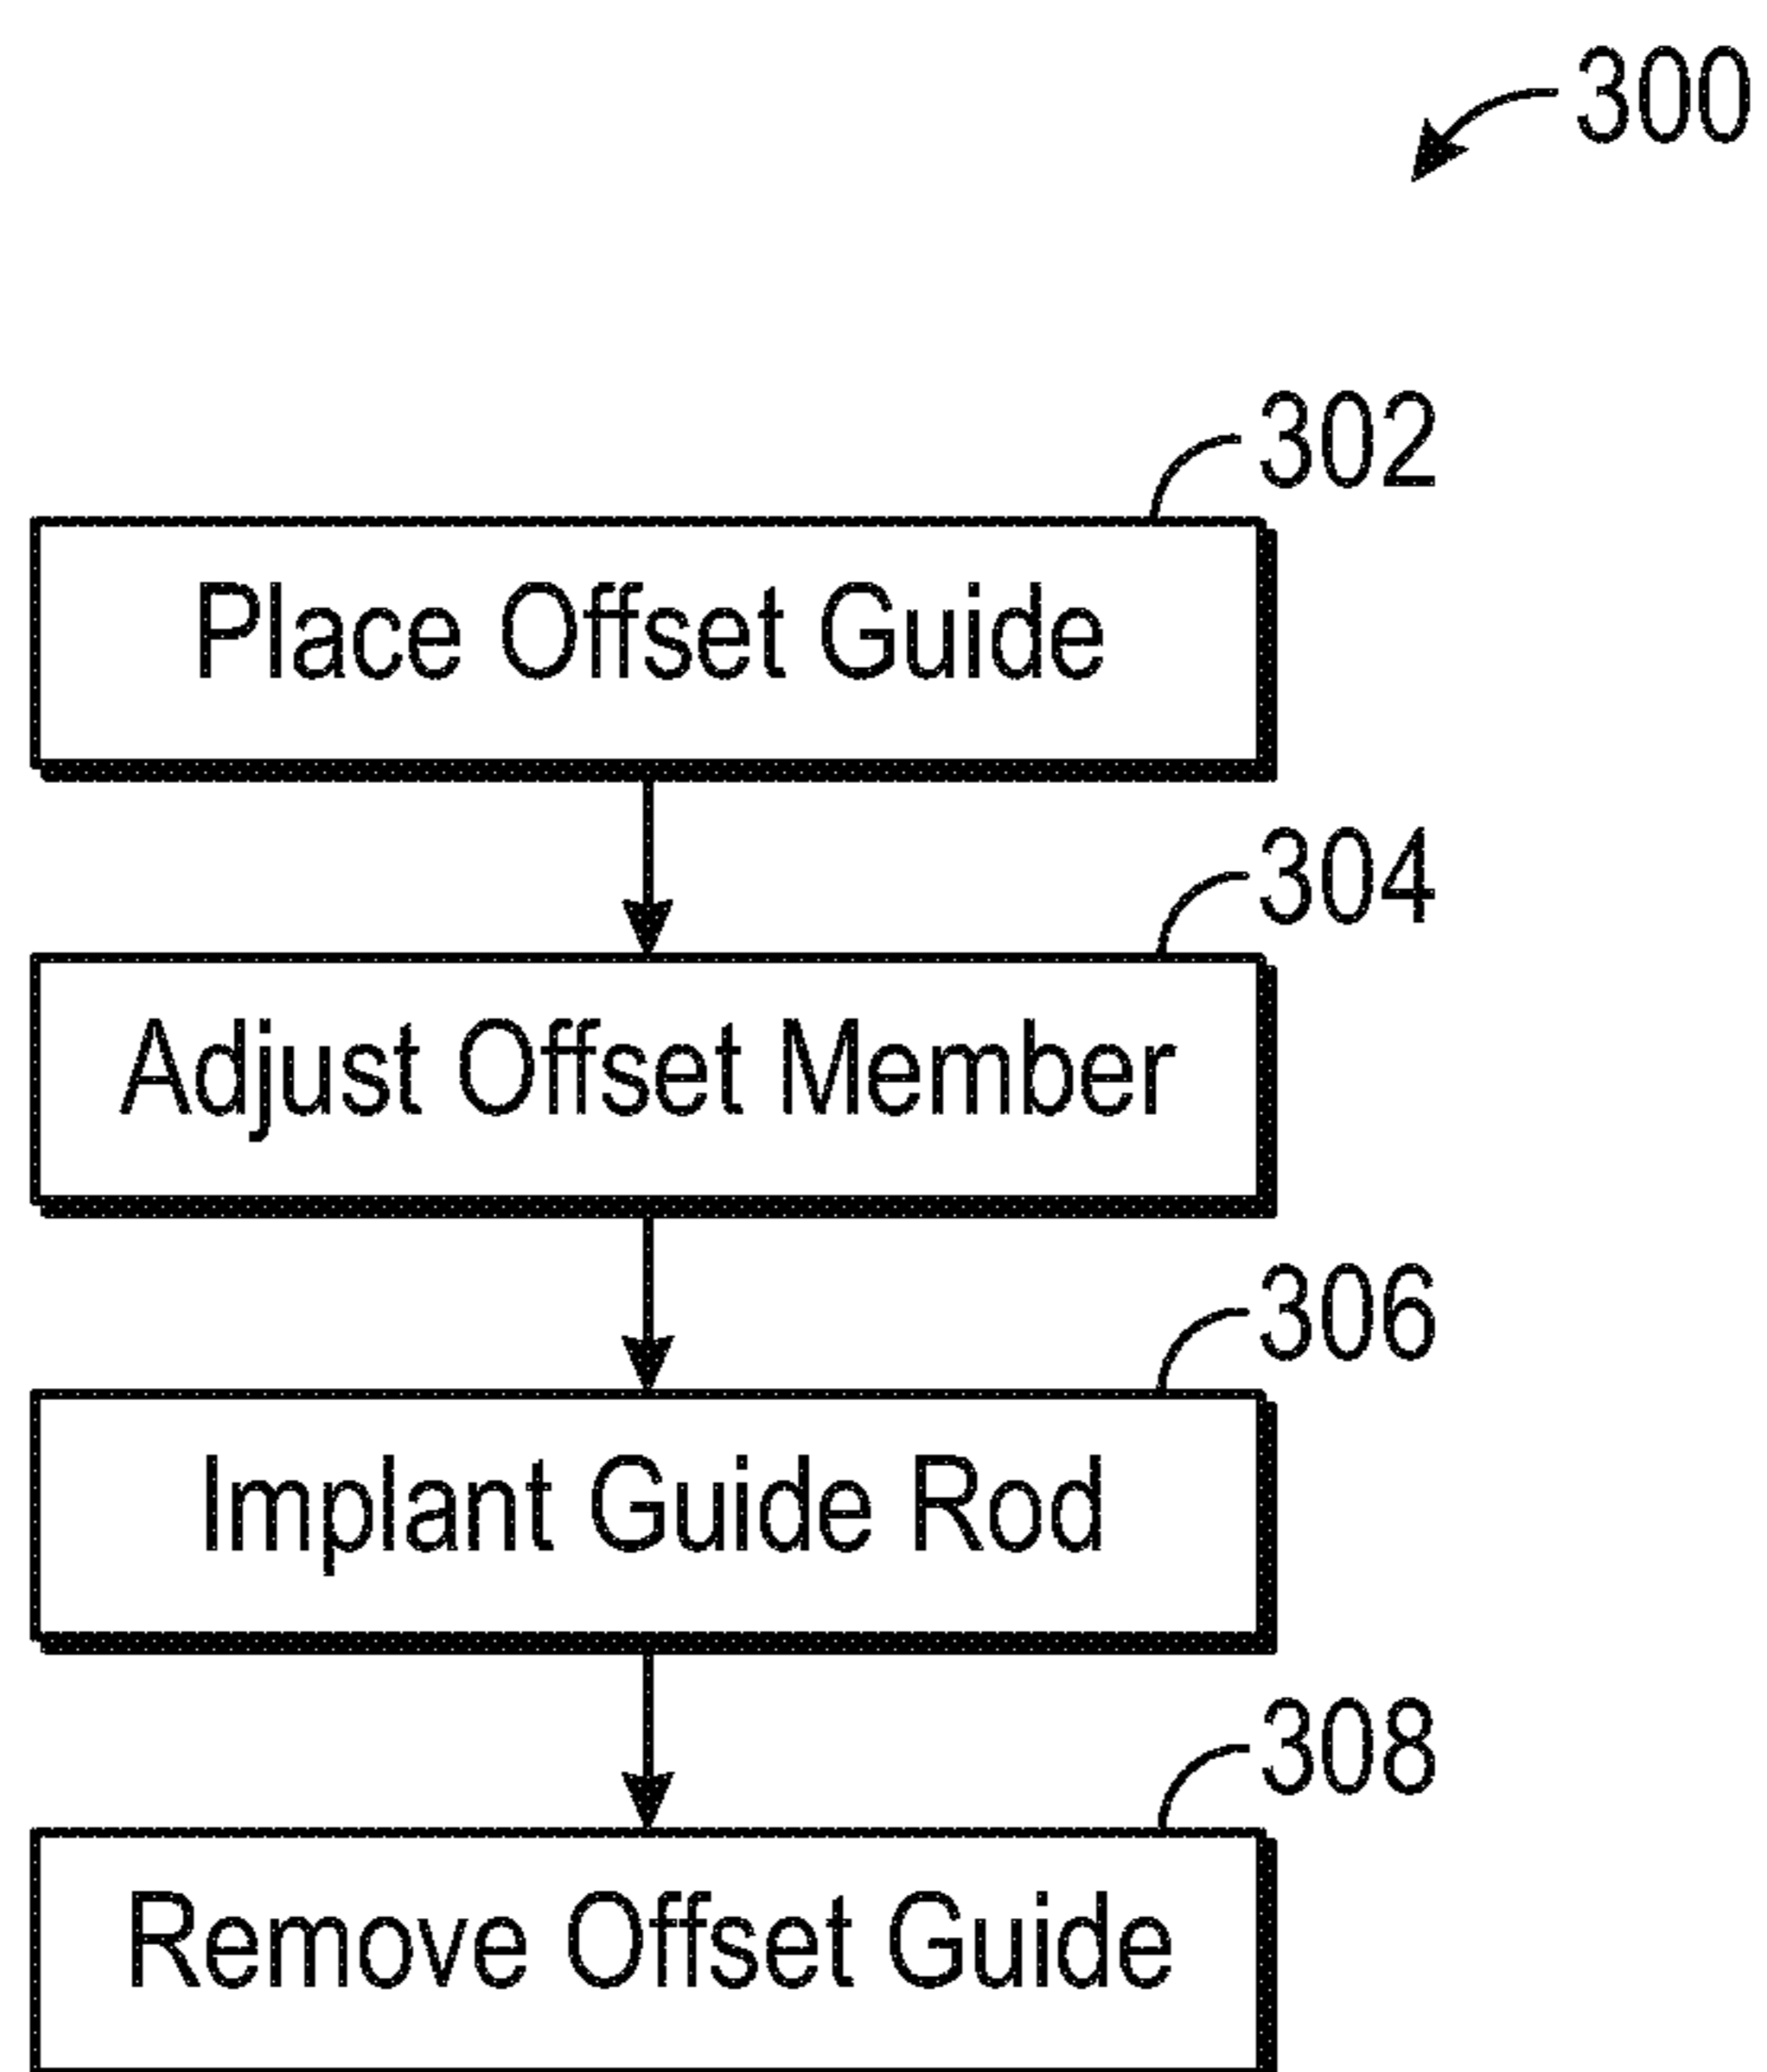 300
302
Place Offset Guide
304
Adjust Offset Member
306
Implant Guide Rod
308
Remove Offset Guide